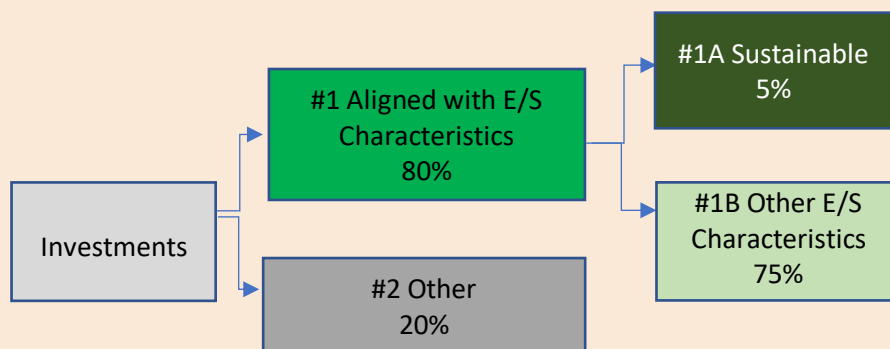 Investments
#1 Aligned with E/S
Characteristics
80%
#2 Other
20%
#1A Sustainable
5%
#1B Other E/S
Characteristics
75%